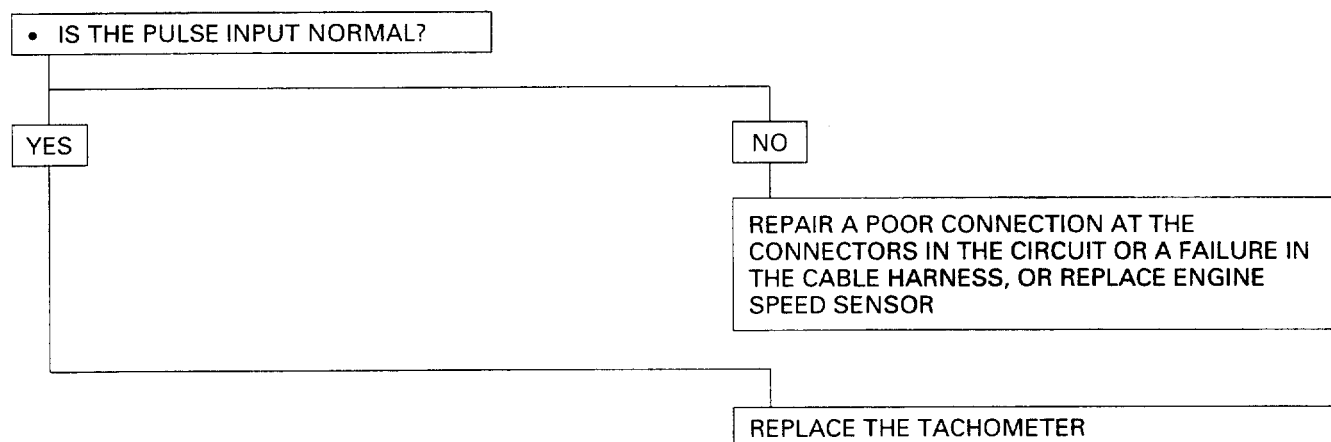 • IS THE PULSE INPUT NORMAL?
YES
NO
REPAIR A POOR CONNECTION AT THE
CONNECTORS IN THE CIRCUIT OR A FAILURE IN
THE CABLE HARNESS, OR REPLACE ENGINE
SPEED SENSOR
REPLACE THE TACHOMETER